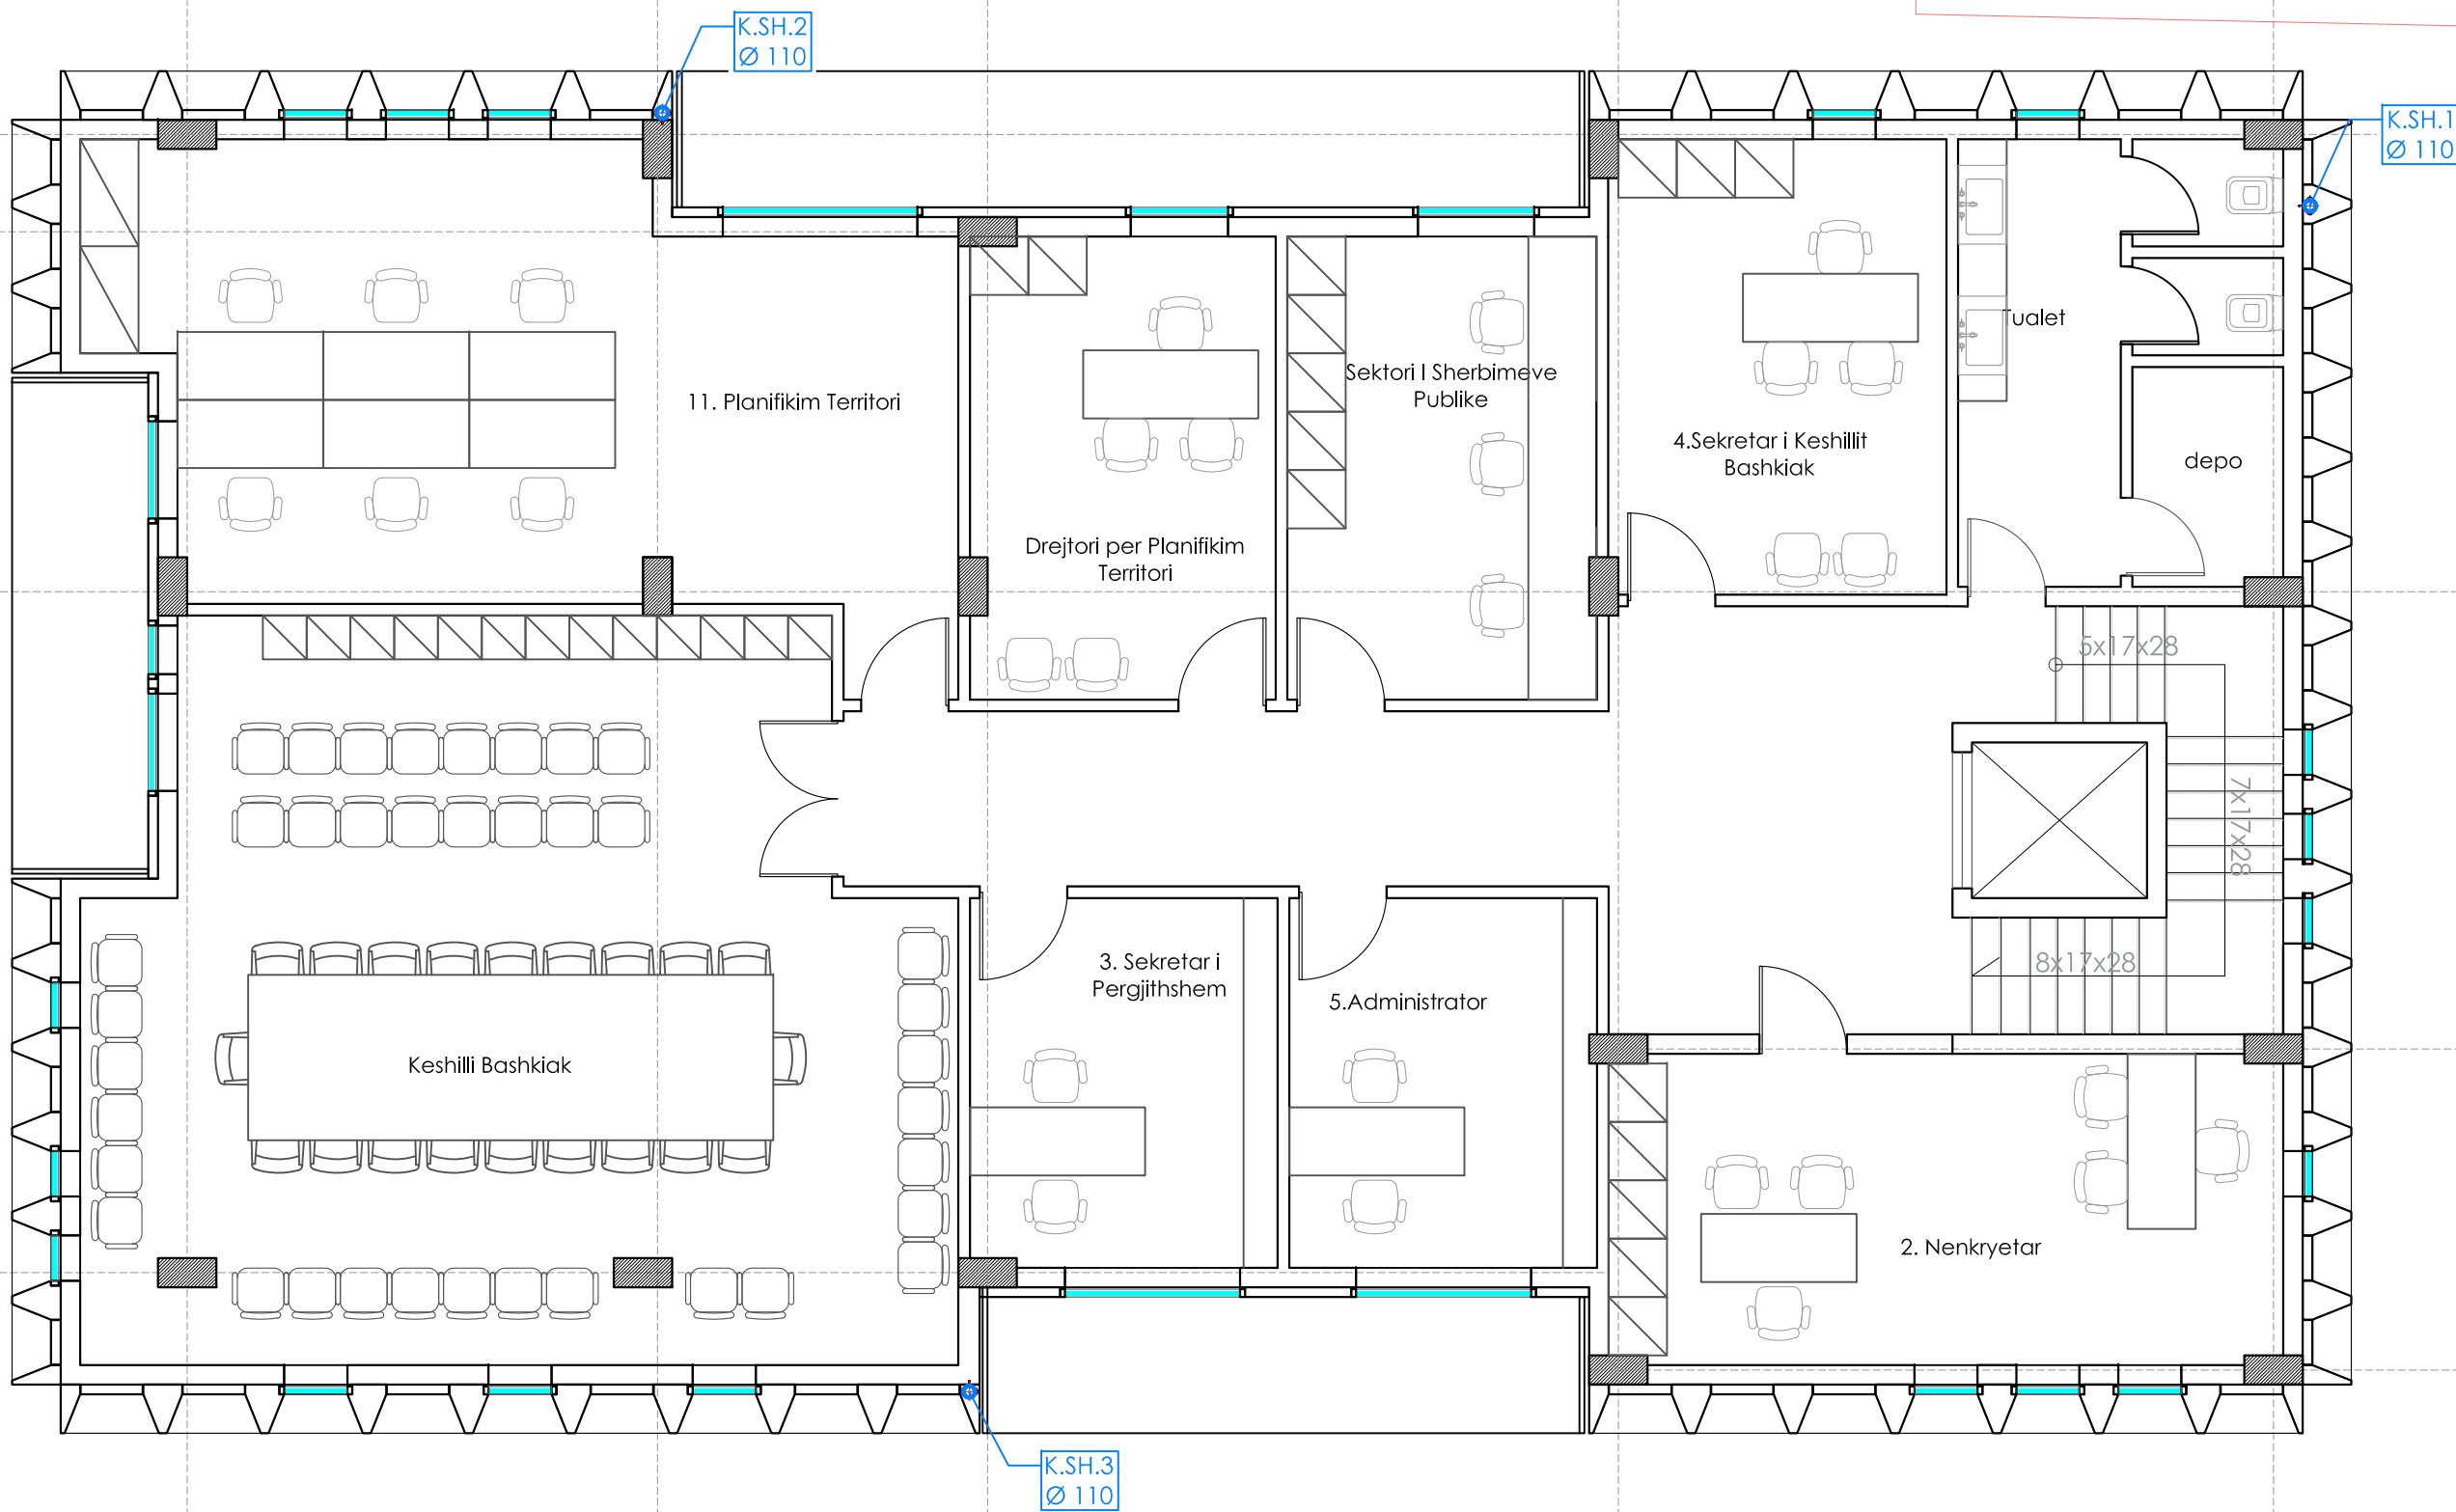 K.SH.2
Ø 110
K.SH.1
Ø 110
Tualet
Sektori I Sherbimeve
Publike
11. Planifikim Territori
4.Sekretar i Keshillit
Bashkiak
depo
Drejtori per Planifikim
Territori
5x17x28
7x17x28
8x17x28
3. Sekretar i
Pergjithshem
5.Administrator
Keshilli Bashkiak
2. Nenkryetar
K.SH.3
Ø 110